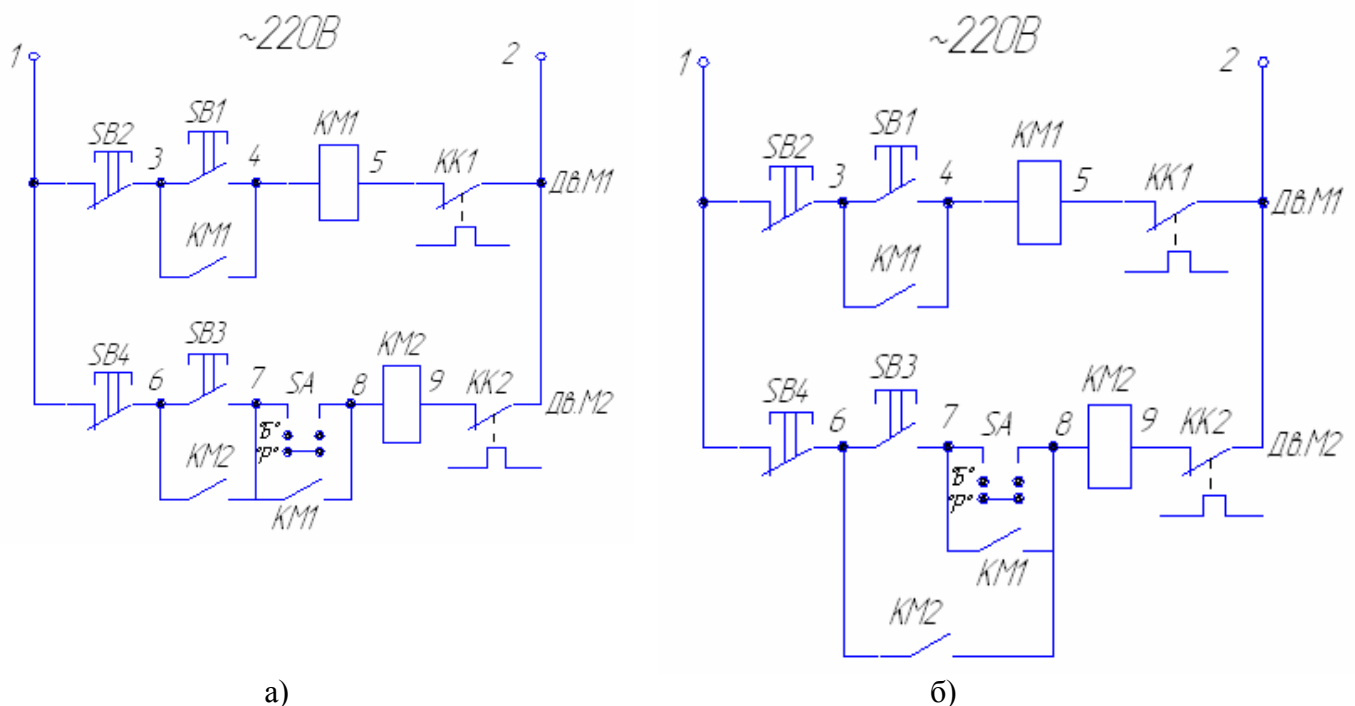 ~220В
1 2
SB2 SB1 KM1
3 4 5 KK1
Дв.М1
KM1
SB4 SB3 KM2
6 7 SA 8 9 KK2
Дв.М2
"Б"
"Р"
KM2
KM1
а)
~220В
1 2
SB2 SB1 KM1
3 4 5 KK1
Дв.М1
KM1
SB4 SB3 KM2
6 7 SA 8 9 KK2
Дв.М2
"Б"
"Р"
KM1
KM2
б)